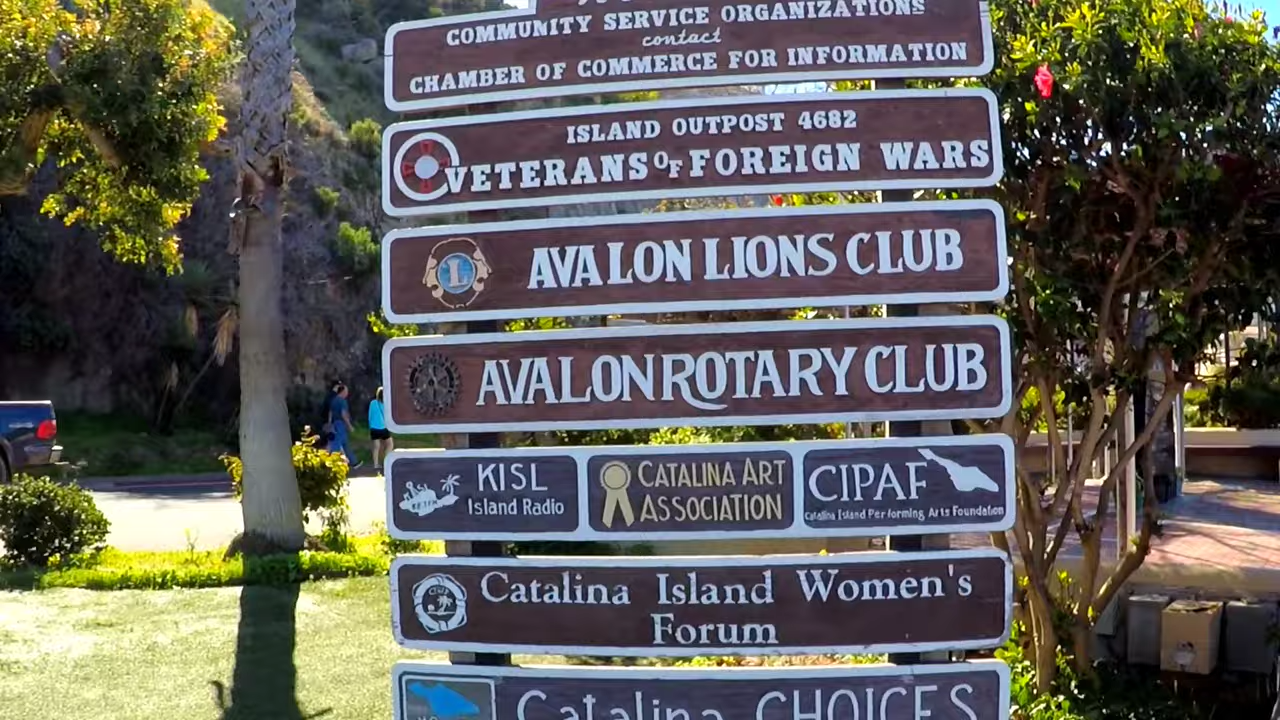 COMMUNITY SERVICE ORGANIZATIONS
contact
CHAMBER OF COMMERCE FOR INFORMATION
ISLAND OUTPOST 4682
VETERANS OF FOREIGN WARS
L
AVALON LIONS CLUB
AVALON ROTARY CLUB
KISL
Island Radio
CATALINA ART
ASSOCIATION
CIPAF
Catalina Island Performing Arts Foundation
Catalina Island Women's
Forum
Catalina CHOICES